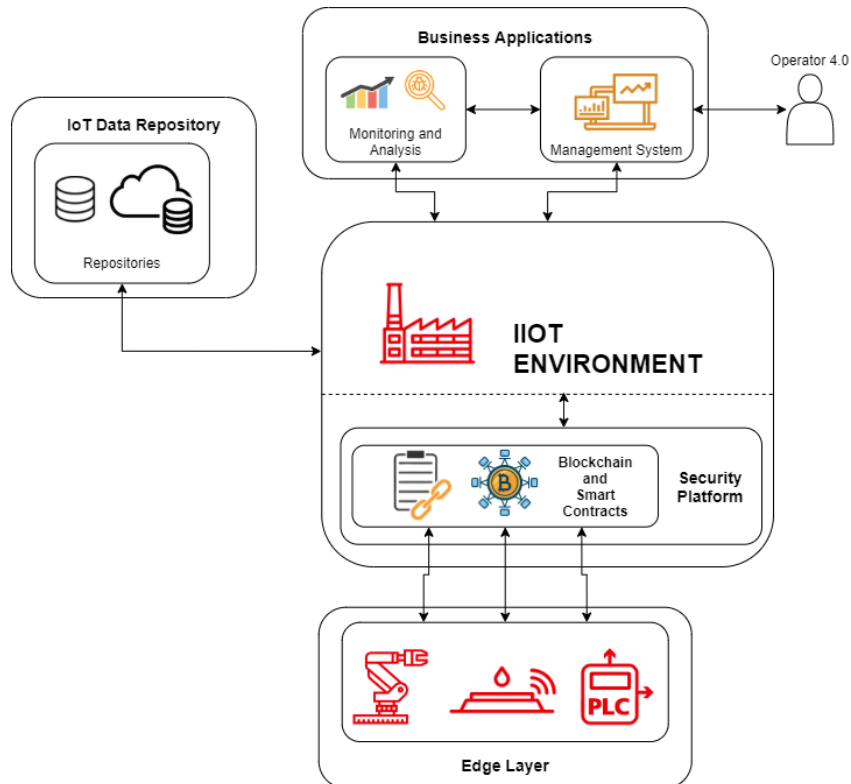 Business Applications
Operator 4.0
Monitoring and
Analysis
Management System
IoT Data Repository
Repositories
IIOT
ENVIRONMENT
Blockchain
and
Smart
Contracts
Security
Platform
B
PLC
Edge Layer